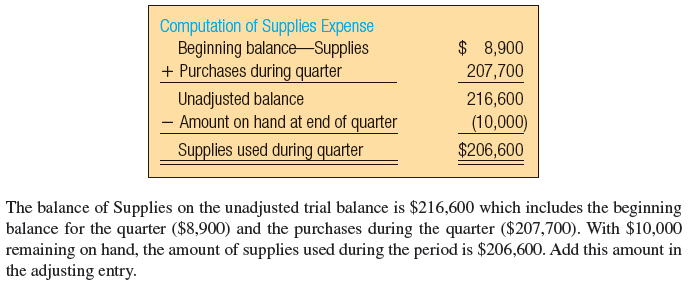 Computation of Supplies Expense
Beginning balance—Supplies $ 8,900
+ Purchases during quarter 207,700
Unadjusted balance 216,600
− Amount on hand at end of quarter (10,000)
Supplies used during quarter $206,600
The balance of Supplies on the unadjusted trial balance is $216,600 which includes the beginning
balance for the quarter ($8,900) and the purchases during the quarter ($207,700). With $10,000
remaining on hand, the amount of supplies used during the period is $206,600. Add this amount in
the adjusting entry.